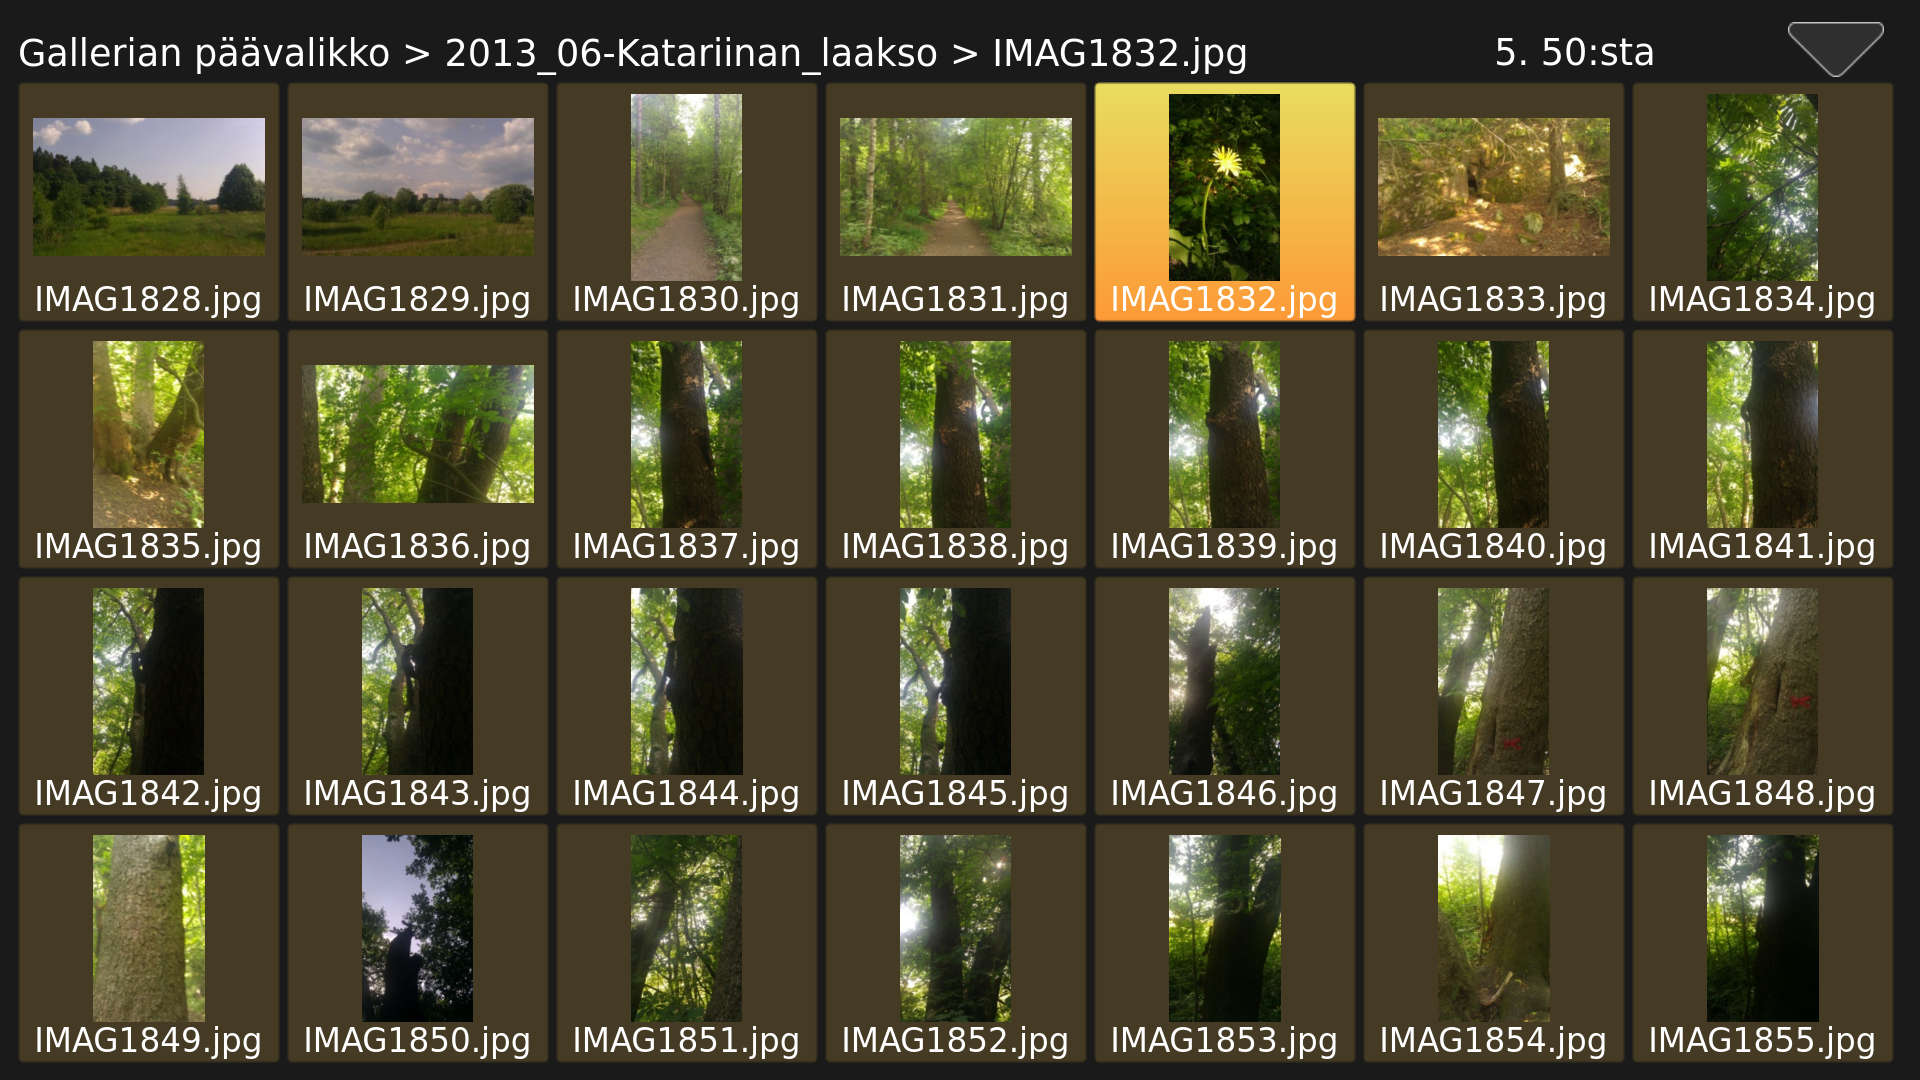 Gallerian päävalikko > 2013_06-Katariinan_laakso > IMAG1832.jpg 5. 50:sta
IMAG1828.jpg IMAG1829.jpg IMAG1830.jpg IMAG1831.jpg IMAG1832.jpg IMAG1833.jpg IMAG1834.jpg
IMAG1835.jpg IMAG1836.jpg IMAG1837.jpg IMAG1838.jpg IMAG1839.jpg IMAG1840.jpg IMAG1841.jpg
IMAG1842.jpg IMAG1843.jpg IMAG1844.jpg IMAG1845.jpg IMAG1846.jpg IMAG1847.jpg IMAG1848.jpg
IMAG1849.jpg IMAG1850.jpg IMAG1851.jpg IMAG1852.jpg IMAG1853.jpg IMAG1854.jpg IMAG1855.jpg